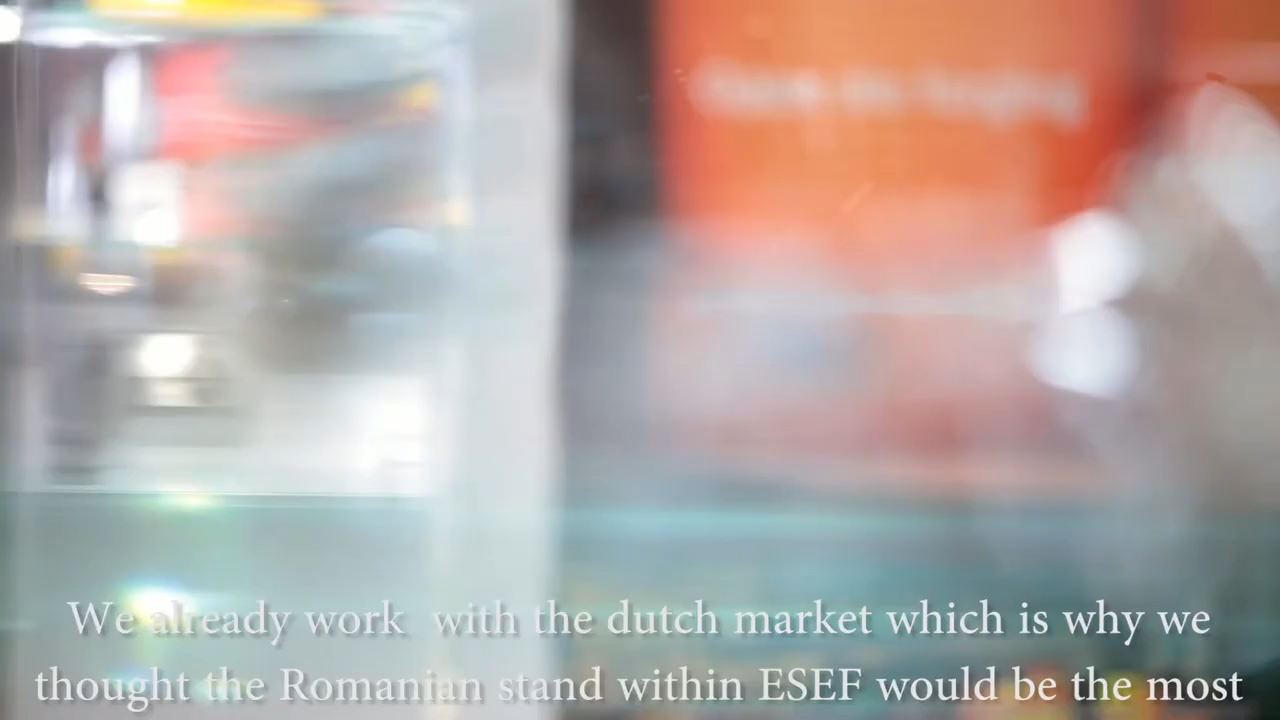 We already work with the dutch market which is why we
thought the Romanian stand within ESEF would be the most